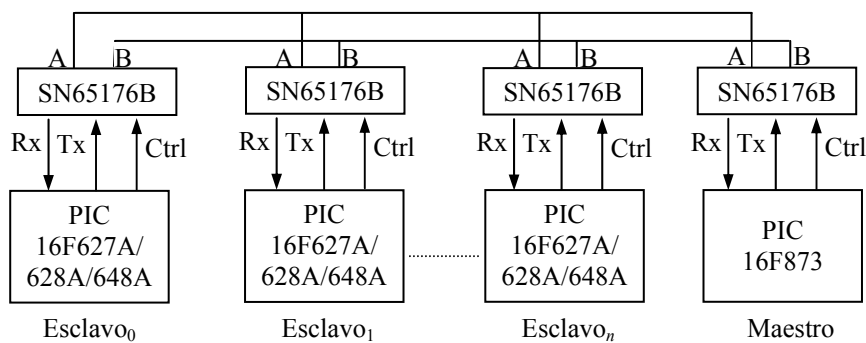 A B A B A B A B
SN65176B SN65176B SN65176B SN65176B
Rx Tx Ctrl Rx Tx Ctrl Rx Tx Ctrl Rx Tx Ctrl
PIC
16F627A/
628A/648A
PIC
16F627A/
628A/648A
PIC
16F627A/
628A/648A
PIC
16F873
Esclavo0 Esclavo1 Esclavon Maestro